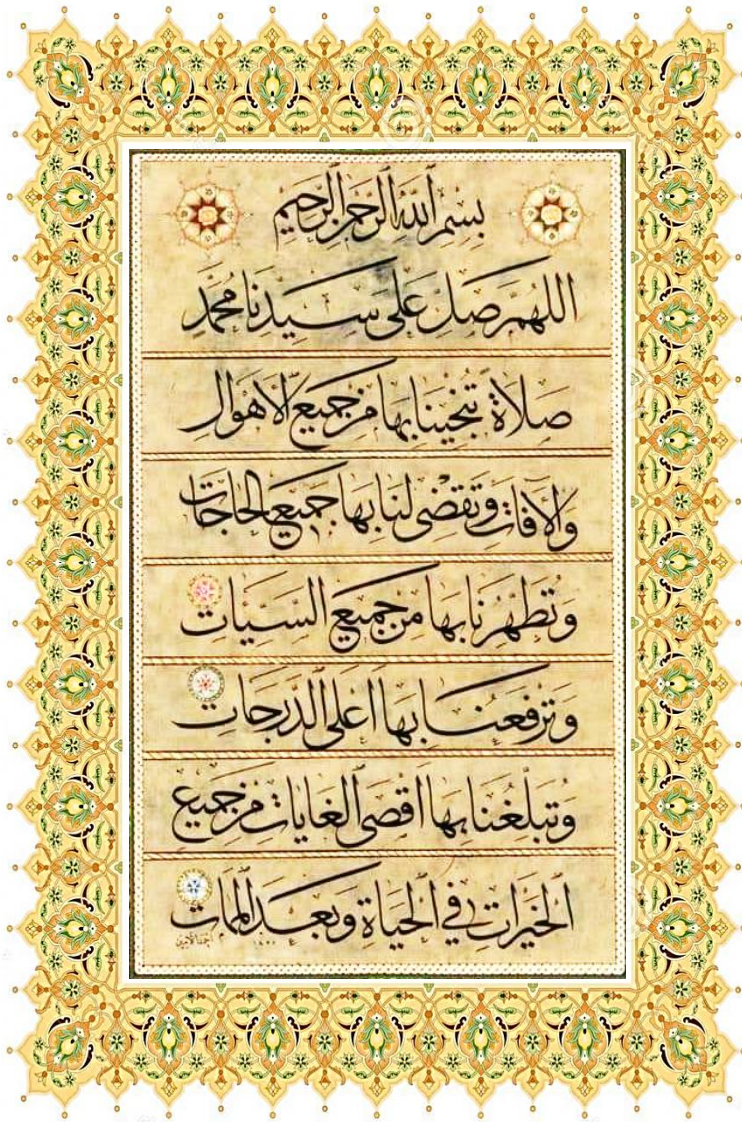 بسم الله الرحمن الرحيم
اللهم صل على سيدنا محمد
صلاة تنجينا بها من جميع الاهوال
والآفات وتقضى لنا بها جميع الحاجات
وتطهرنا بها من جميع السيات
وترفعنا بها اعلى الدرجات
وتبلغنا بها اقصى الغايات من جميع
الخيرات في الحياة وبعد الممات